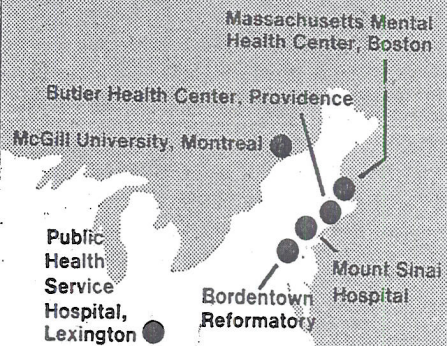 Massachusetts Mental
Health Center, Boston
Butler Health Center, Providence
McGill University, Montreal
Public
Health
Service
Hospital,
Lexington
Bordentown
Reformatory
Mount Sinai
Hospital